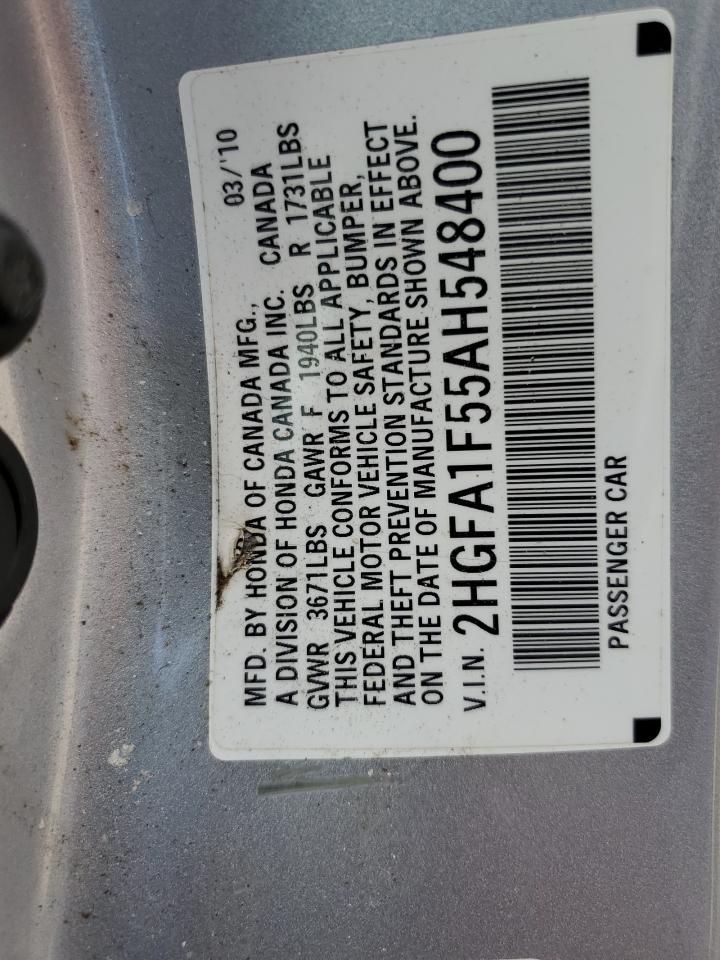 MFD. BY HONDA OF CANADA MFG., 03/'10
A DIVISION OF HONDA CANADA INC. CANADA
GVWR 3671LBS GAWR F 1940LBS R 1731LBS
THIS VEHICLE CONFORMS TO ALL APPLICABLE
FEDERAL MOTOR VEHICLE SAFETY, BUMPER,
AND THEFT PREVENTION STANDARDS IN EFFECT
ON THE DATE OF MANUFACTURE SHOWN ABOVE.
V.I.N. 2HGFA1F55AH548400
PASSENGER CAR